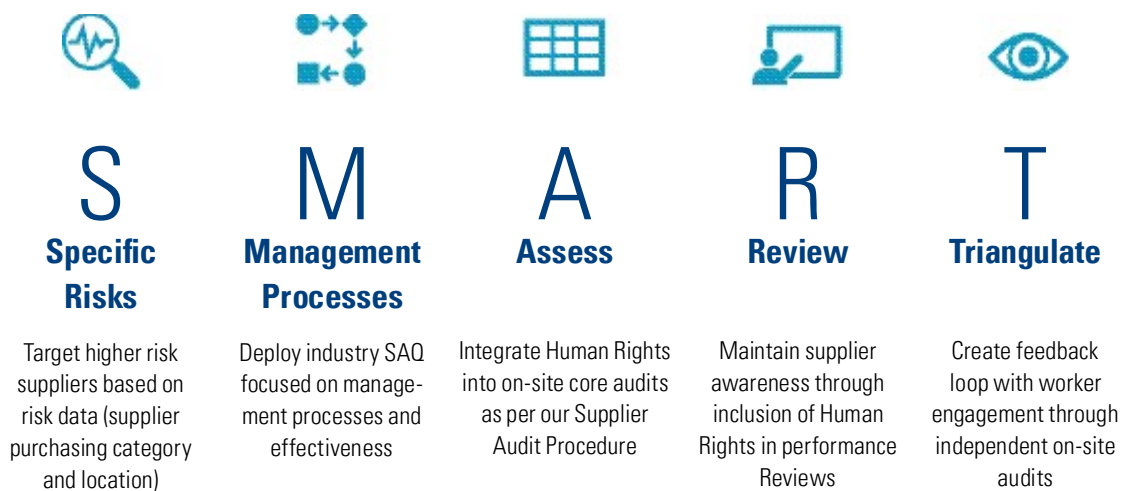 S
Specific
Risks
Target higher risk
suppliers based on
risk data (supplier
purchasing category
and location)
M
Management
Processes
Deploy industry SAQ
focused on manage-
ment processes and
effectiveness
A
Assess
Integrate Human Rights
into on-site core audits
as per our Supplier
Audit Procedure
R
Review
Maintain supplier
awareness through
inclusion of Human
Rights in performance
Reviews
T
Triangulate
Create feedback
loop with worker
engagement through
independent on-site
audits